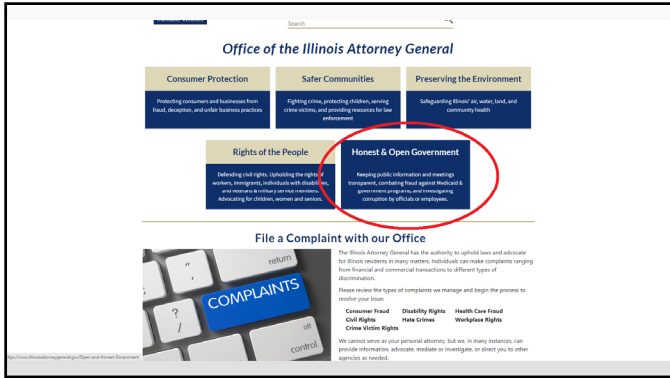 Search
Office of the Illinois Attorney General
Consumer Protection
Protecting consumers and businesses from
fraud, deception, and unfair business practices
Safer Communities
Fighting crime, protecting children, serving
crime victims, and providing resources for law
enforcement
Preserving the Environment
Safeguarding Illinois' air, water, land, and
community health
Rights of the People
Defending civil rights. Upholding the rights of
workers, immigrants, individuals with disabilities,
and veterans & military service members.
Advocating for children, women and seniors.
Honest & Open Government
Keeping public information and meetings
transparent, combating fraud against Medicaid &
government programs, and investigating
corruption by officials or employees.
File a Complaint with our Office
return
" '
COMPLAINTS
? /
alt
control
The Illinois Attorney General has the authority to uphold laws and advocate
for Illinois residents in many matters. Individuals can make complaints ranging
from financial and commercial transactions to different types of
discrimination.
Please review the types of complaints we manage and begin the process to
resolve your issue:
Consumer Fraud Disability Rights Health Care Fraud
Civil Rights Hate Crimes Workplace Rights
Crime Victim Rights
We cannot serve as your personal attorney, but we, in many instances, can
provide information, advocate, mediate or investigate, or direct you to other
agencies as needed.
https://www.illinoisattorneygeneral.gov/Open-and-Honest-Government